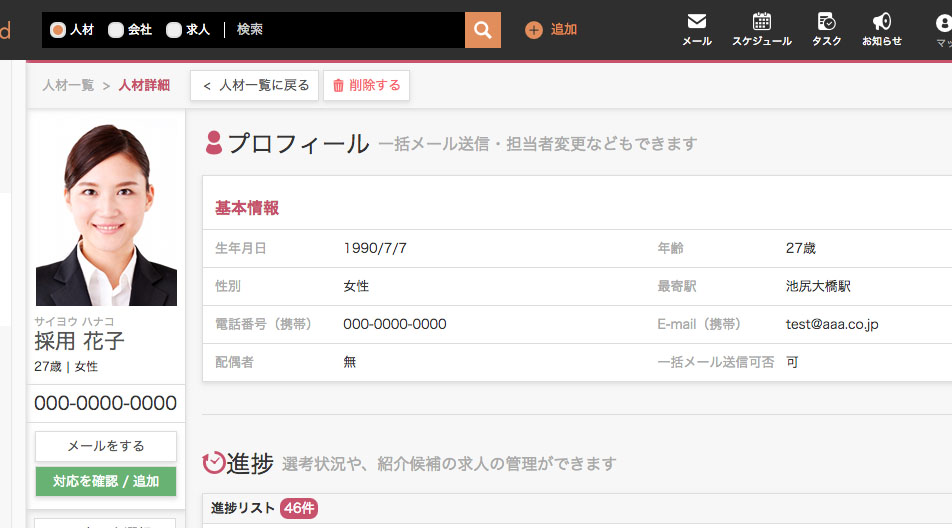 d
人材 会社 求人 検索 追加 メール スケジュール タスク お知らせ マッ
人材一覧 > 人材詳細 < 人材一覧に戻る 削除する
プロフィール 一括メール送信・担当者変更などもできます
基本情報
生年月日 1990/7/7 年齢 27歳
性別 女性 最寄駅 池尻大橋駅
電話番号（携帯） 000-0000-0000 E-mail（携帯） test@aaa.co.jp
配偶者 無 一括メール送信可否 可
サイヨウ ハナコ
採用 花子
27歳 | 女性
000-0000-0000
メールをする
対応を確認 / 追加
進捗 選考状況や、紹介候補の求人の管理ができます
進捗リスト 46件